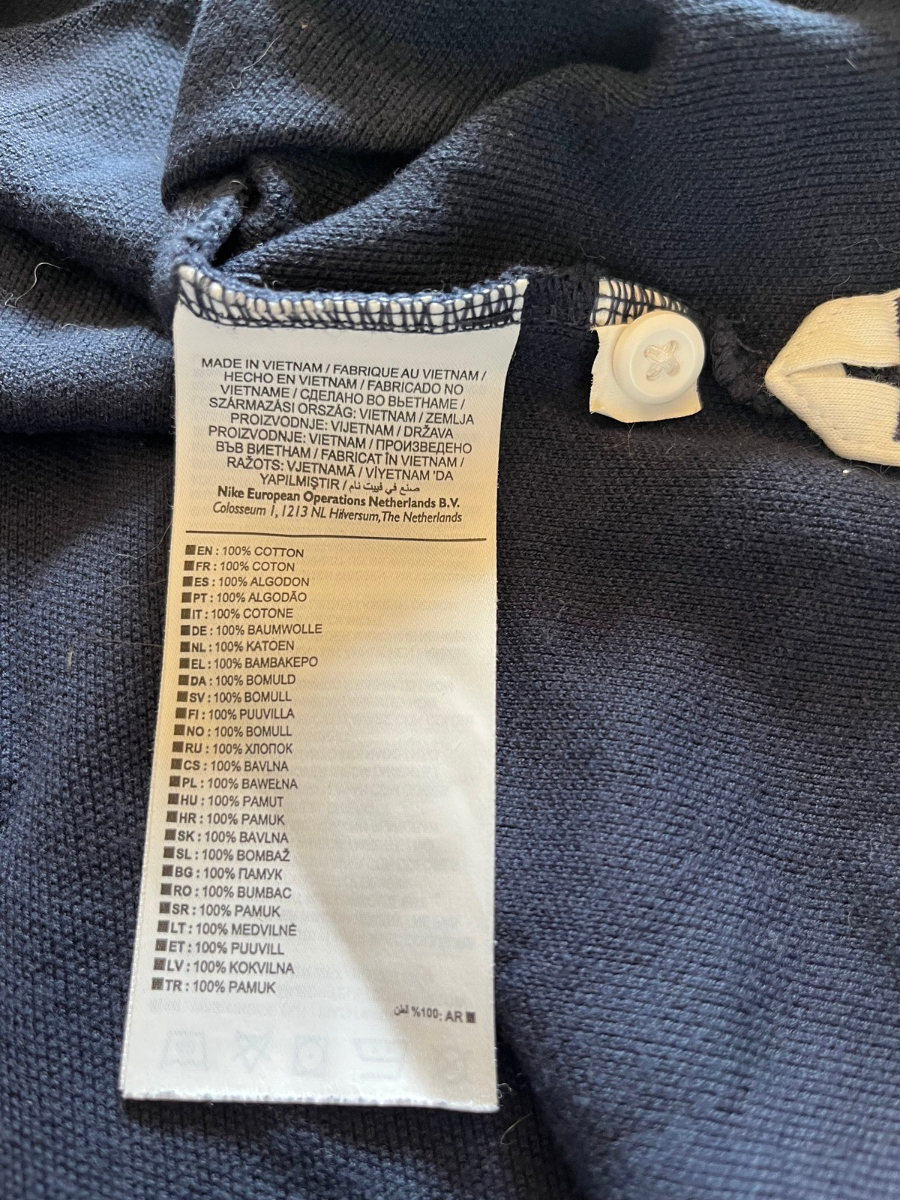 MADE IN VIETNAM / FABRIQUE AU VIETNAM /
HECHO EN VIETNAM / FABRICADO NO
VIETNAME / СДЕЛАНО ВО ВЬЕТНАМЕ /
SZÁRMAZÁSI ORSZÁG: VIETNAM / ZEMLJA
PROIZVODNJE: VIJETNAM / DRŽAVA
PROIZVODNJE: VIETNAM / ПРОИЗВЕДЕНО
ВЪВ ВИЕТНАМ / FABRICAT ÎN VIETNAM /
RAŽOTS: VJETNAMĀ / VİYETNAM 'DA
YAPILMIŞTIR / صنع في فييت نام
Nike European Operations Netherlands B.V.
Colosseum 1, 1213 NL Hilversum, The Netherlands
EN : 100% COTTON
FR : 100% COTON
ES : 100% ALGODON
PT : 100% ALGODÃO
IT : 100% COTONE
DE : 100% BAUMWOLLE
NL : 100% KATOEN
EL : 100% ΒΑΜΒΑΚΕΡΟ
DA : 100% BOMULD
SV : 100% BOMULL
FI : 100% PUUVILLA
NO : 100% BOMULL
RU : 100% ХЛОПОК
CS : 100% BAVLNA
PL : 100% BAWEŁNA
HU : 100% PAMUT
HR : 100% PAMUK
SK : 100% BAVLNA
SL : 100% BOMBAŽ
BG : 100% ПАМУК
RO : 100% BUMBAC
SR : 100% PAMUK
LT : 100% MEDVILNĖ
ET : 100% PUUVILL
LV : 100% KOKVILNA
TR : 100% PAMUK
AR :100% قطن